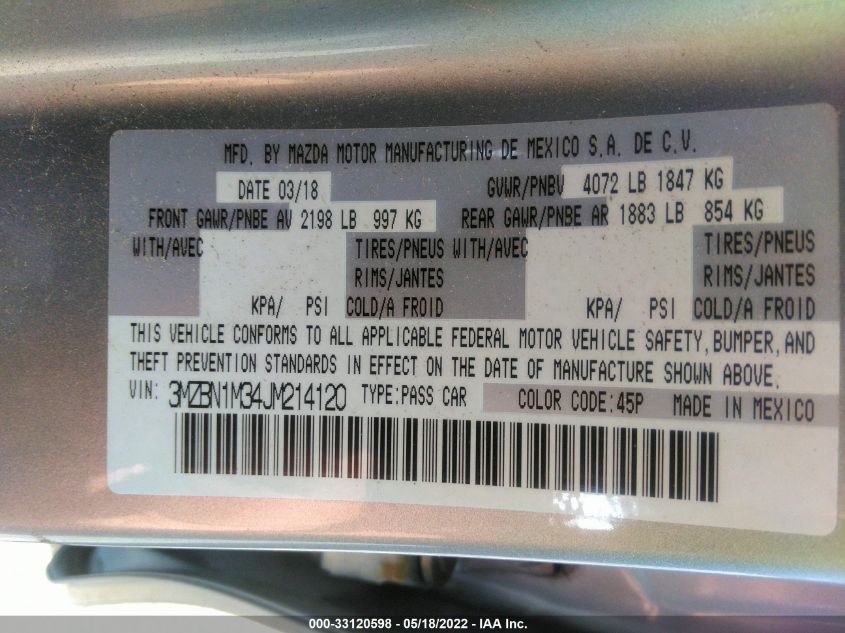 MFD. BY MAZDA MOTOR MANUFACTURING DE MEXICO S.A. DE C.V.
DATE 03/18 GVWR/PNBV 4072 LB 1847 KG
FRONT GAWR/PNBE AV 2198 LB 997 KG REAR GAWR/PNBE AR 1883 LB 854 KG
WITH/AVEC TIRES/PNEUS WITH/AVEC TIRES/PNEUS
RIMS/JANTES RIMS/JANTES
KPA/ PSI COLD/A FROID KPA/ PSI COLD/A FROID
THIS VEHICLE CONFORMS TO ALL APPLICABLE FEDERAL MOTOR VEHICLE SAFETY, BUMPER, AND
THEFT PREVENTION STANDARDS IN EFFECT ON THE DATE OF MANUFACTURE SHOWN ABOVE.
VIN: 3MZBN1M34JM214120 TYPE:PASS CAR COLOR CODE:45P MADE IN MEXICO
000-33120598 - 05/18/2022 - IAA Inc.